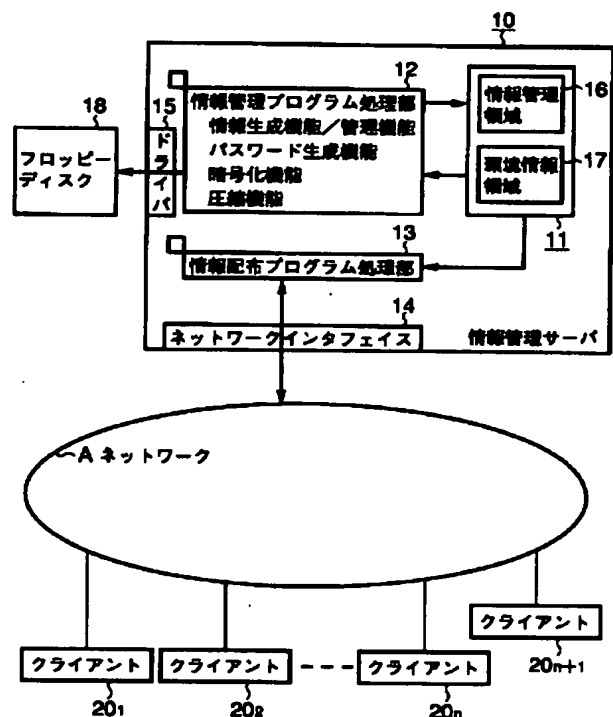 10
12
情報管理プログラム処理部
情報生成機能/管理機能
パスワード生成機能
暗号化機能
圧縮機能
16
情報管理
領域
17
環境情報
領域
11
18
フロッピー
ディスク
15
ドライバ
13
情報配布プログラム処理部
14
ネットワークインタフェイス
情報管理サーバ
A ネットワーク
クライアント
20₁
クライアント
20₂
クライアント
20n
クライアント
20n+1